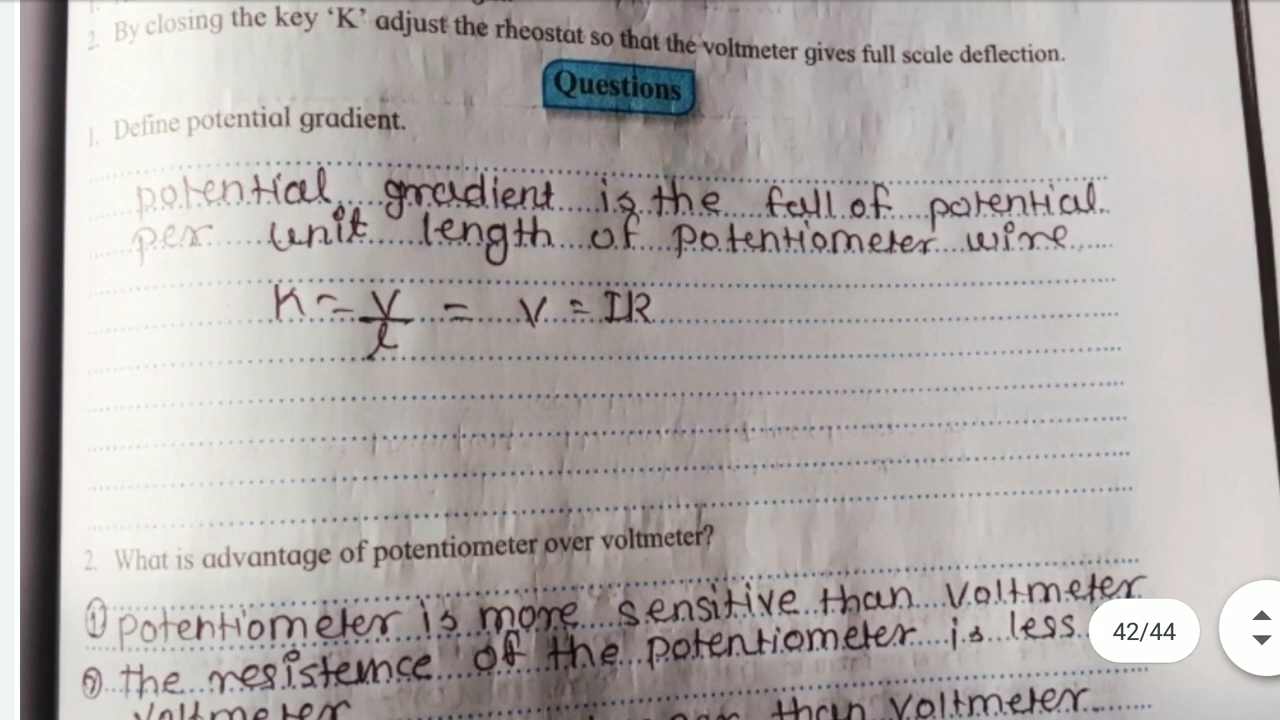 2. By closing the key 'K' adjust the rheostat so that the voltmeter gives full scale deflection.
Questions
1. Define potential gradient.
potential gradient is the fall of potential
per unit length of potentiometer wire
K = V/l = V = IR
2. What is advantage of potentiometer over voltmeter?
① potentiometer is more sensitive than voltmeter
② the resistence of the potentiometer is less
voltmeter than voltmeter
42/44